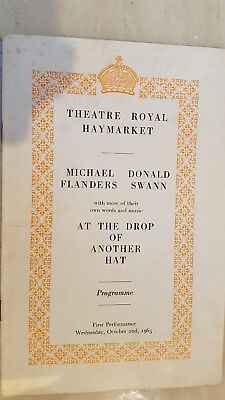 THEATRE ROYAL
HAYMARKET
MICHAEL DONALD
FLANDERS SWANN
with more of their
own words and music
AT THE DROP
OF
ANOTHER
HAT
Programme
First Performance
Wednesday, October 2nd, 1963